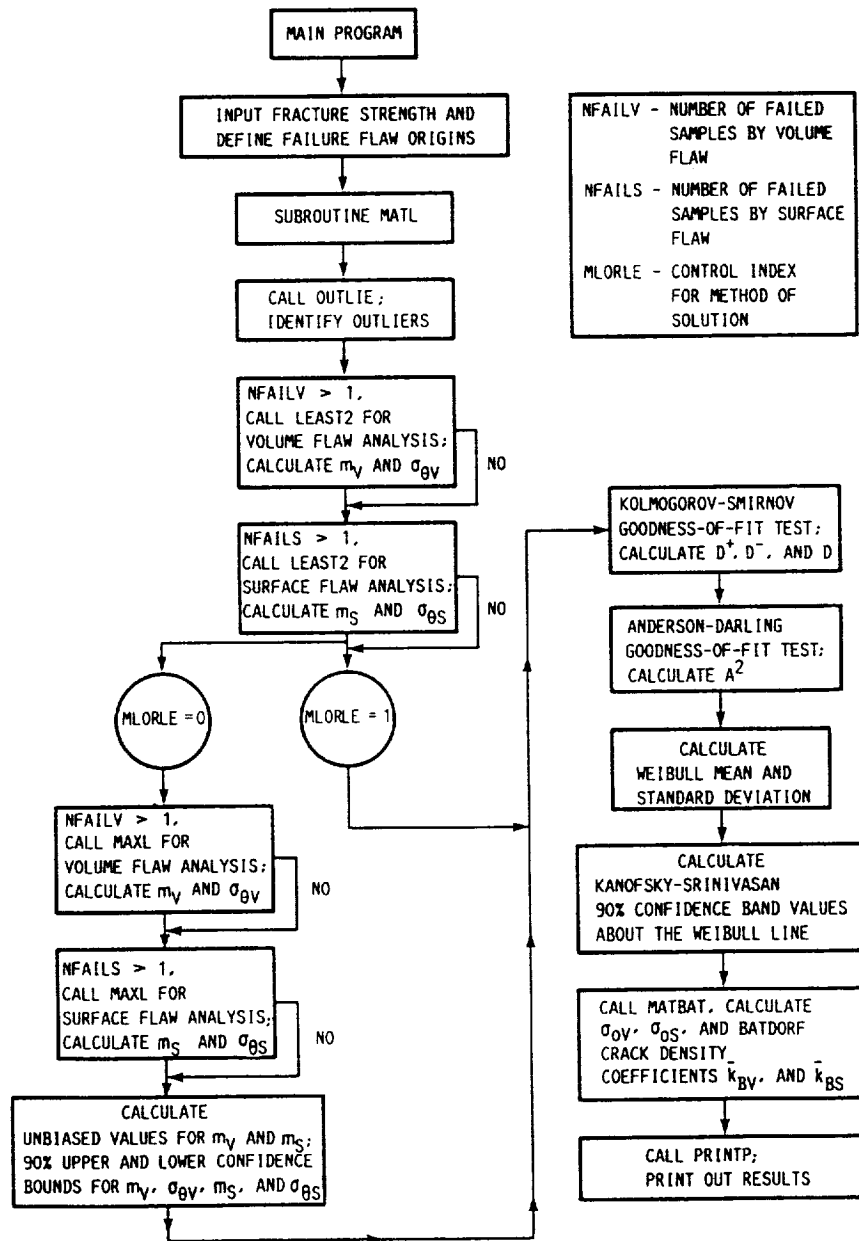 MAIN PROGRAM
INPUT FRACTURE STRENGTH AND
DEFINE FAILURE FLAW ORIGINS
SUBROUTINE MATL
CALL OUTLIE;
IDENTIFY OUTLIERS
NFAILV > 1,
CALL LEAST2 FOR
VOLUME FLAW ANALYSIS;
CALCULATE m_V AND σ_θV
NO
NFAILS > 1,
CALL LEAST2 FOR
SURFACE FLAW ANALYSIS;
CALCULATE m_S AND σ_θS
NO
MLORLE = 0
MLORLE = 1
NFAILV > 1,
CALL MAXL FOR
VOLUME FLAW ANALYSIS;
CALCULATE m_V AND σ_θV
NO
NFAILS > 1,
CALL MAXL FOR
SURFACE FLAW ANALYSIS;
CALCULATE m_S AND σ_θS
NO
CALCULATE
UNBIASED VALUES FOR m_V AND m_S;
90% UPPER AND LOWER CONFIDENCE
BOUNDS FOR m_V, σ_θV, m_S, AND σ_θS
NFAILV - NUMBER OF FAILED
SAMPLES BY VOLUME
FLAW
NFAILS - NUMBER OF FAILED
SAMPLES BY SURFACE
FLAW
MLORLE - CONTROL INDEX
FOR METHOD OF
SOLUTION
KOLMOGOROV-SMIRNOV
GOODNESS-OF-FIT TEST;
CALCULATE D⁺, D⁻, AND D
ANDERSON-DARLING
GOODNESS-OF-FIT TEST;
CALCULATE A²
CALCULATE
WEIBULL MEAN AND
STANDARD DEVIATION
CALCULATE
KANOFSKY-SRINIVASAN
90% CONFIDENCE BAND VALUES
ABOUT THE WEIBULL LINE
CALL MATBAT, CALCULATE
σ_OV, σ_OS, AND BATDORF
CRACK DENSITY
COEFFICIENTS k̄_BV, AND k̄_BS
CALL PRINTP;
PRINT OUT RESULTS